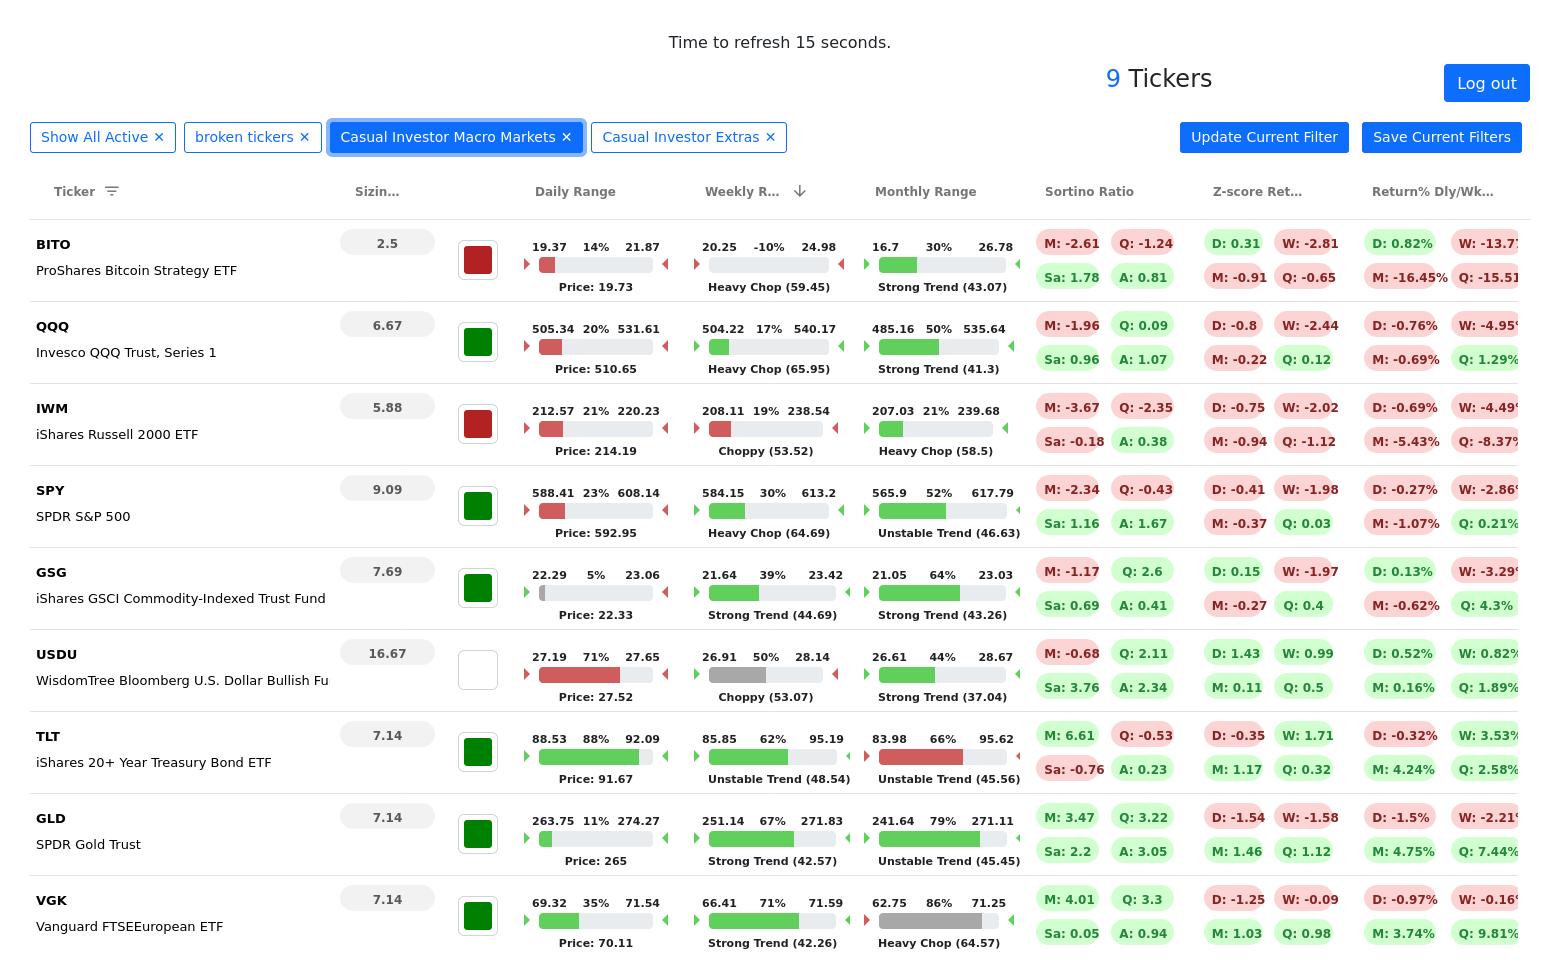 Time to refresh 15 seconds.
9 Tickers
Log out
Show All Active ✕ broken tickers ✕ Casual Investor Macro Markets ✕ Casual Investor Extras ✕ Update Current Filter Save Current Filters
Ticker Sizin... Daily Range Weekly R... Monthly Range Sortino Ratio Z-score Ret... Return% Dly/Wk...
BITO 2.5 19.37 14% 21.87 20.25 -10% 24.98 16.7 30% 26.78 M: -2.61 Q: -1.24 D: 0.31 W: -2.81 D: 0.82% W: -13.77
ProShares Bitcoin Strategy ETF Price: 19.73 Heavy Chop (59.45) Strong Trend (43.07) Sa: 1.78 A: 0.81 M: -0.91 Q: -0.65 M: -16.45% Q: -15.51
QQQ 6.67 505.34 20% 531.61 504.22 17% 540.17 485.16 50% 535.64 M: -1.96 Q: 0.09 D: -0.8 W: -2.44 D: -0.76% W: -4.95%
Invesco QQQ Trust, Series 1 Price: 510.65 Heavy Chop (65.95) Strong Trend (41.3) Sa: 0.96 A: 1.07 M: -0.22 Q: 0.12 M: -0.69% Q: 1.29%
IWM 5.88 212.57 21% 220.23 208.11 19% 238.54 207.03 21% 239.68 M: -3.67 Q: -2.35 D: -0.75 W: -2.02 D: -0.69% W: -4.49%
iShares Russell 2000 ETF Price: 214.19 Choppy (53.52) Heavy Chop (58.5) Sa: -0.18 A: 0.38 M: -0.94 Q: -1.12 M: -5.43% Q: -8.37%
SPY 9.09 588.41 23% 608.14 584.15 30% 613.2 565.9 52% 617.79 M: -2.34 Q: -0.43 D: -0.41 W: -1.98 D: -0.27% W: -2.86%
SPDR S&P 500 Price: 592.95 Heavy Chop (64.69) Unstable Trend (46.63) Sa: 1.16 A: 1.67 M: -0.37 Q: 0.03 M: -1.07% Q: 0.21%
GSG 7.69 22.29 5% 23.06 21.64 39% 23.42 21.05 64% 23.03 M: -1.17 Q: 2.6 D: 0.15 W: -1.97 D: 0.13% W: -3.29%
iShares GSCI Commodity-Indexed Trust Fund Price: 22.33 Strong Trend (44.69) Strong Trend (43.26) Sa: 0.69 A: 0.41 M: -0.27 Q: 0.4 M: -0.62% Q: 4.3%
USDU 16.67 27.19 71% 27.65 26.91 50% 28.14 26.61 44% 28.67 M: -0.68 Q: 2.11 D: 1.43 W: 0.99 D: 0.52% W: 0.82%
WisdomTree Bloomberg U.S. Dollar Bullish Fu Price: 27.52 Choppy (53.07) Strong Trend (37.04) Sa: 3.76 A: 2.34 M: 0.11 Q: 0.5 M: 0.16% Q: 1.89%
TLT 7.14 88.53 88% 92.09 85.85 62% 95.19 83.98 66% 95.62 M: 6.61 Q: -0.53 D: -0.35 W: 1.71 D: -0.32% W: 3.53%
iShares 20+ Year Treasury Bond ETF Price: 91.67 Unstable Trend (48.54) Unstable Trend (45.56) Sa: -0.76 A: 0.23 M: 1.17 Q: 0.32 M: 4.24% Q: 2.58%
GLD 7.14 263.75 11% 274.27 251.14 67% 271.83 241.64 79% 271.11 M: 3.47 Q: 3.22 D: -1.54 W: -1.58 D: -1.5% W: -2.21%
SPDR Gold Trust Price: 265 Strong Trend (42.57) Unstable Trend (45.45) Sa: 2.2 A: 3.05 M: 1.46 Q: 1.12 M: 4.75% Q: 7.44%
VGK 7.14 69.32 35% 71.54 66.41 71% 71.59 62.75 86% 71.25 M: 4.01 Q: 3.3 D: -1.25 W: -0.09 D: -0.97% W: -0.16%
Vanguard FTSEEuropean ETF Price: 70.11 Strong Trend (42.26) Heavy Chop (64.57) Sa: 0.05 A: 0.94 M: 1.03 Q: 0.98 M: 3.74% Q: 9.81%